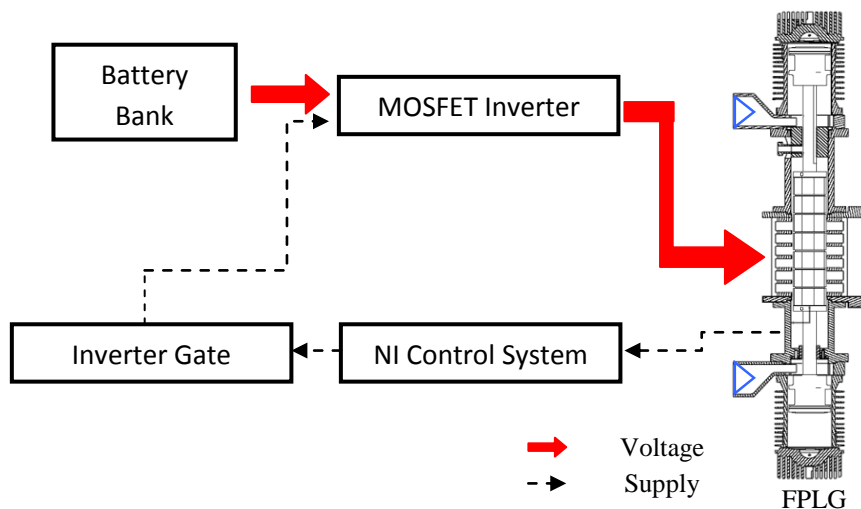 Battery
Bank
MOSFET Inverter
Inverter Gate
NI Control System
Voltage
Supply
FPLG